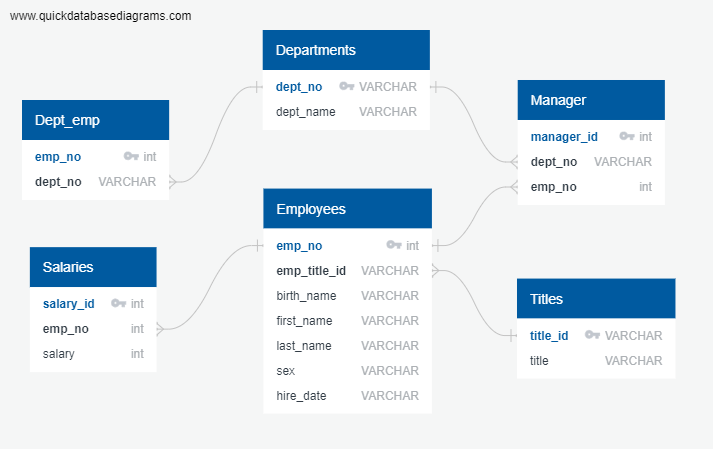 www.quickdatabasediagrams.com
Departments
dept_no VARCHAR
dept_name VARCHAR
Dept_emp
emp_no int
dept_no VARCHAR
Manager
manager_id int
dept_no VARCHAR
emp_no int
Employees
emp_no int
emp_title_id VARCHAR
birth_name VARCHAR
first_name VARCHAR
last_name VARCHAR
sex VARCHAR
hire_date VARCHAR
Salaries
salary_id int
emp_no int
salary int
Titles
title_id VARCHAR
title VARCHAR